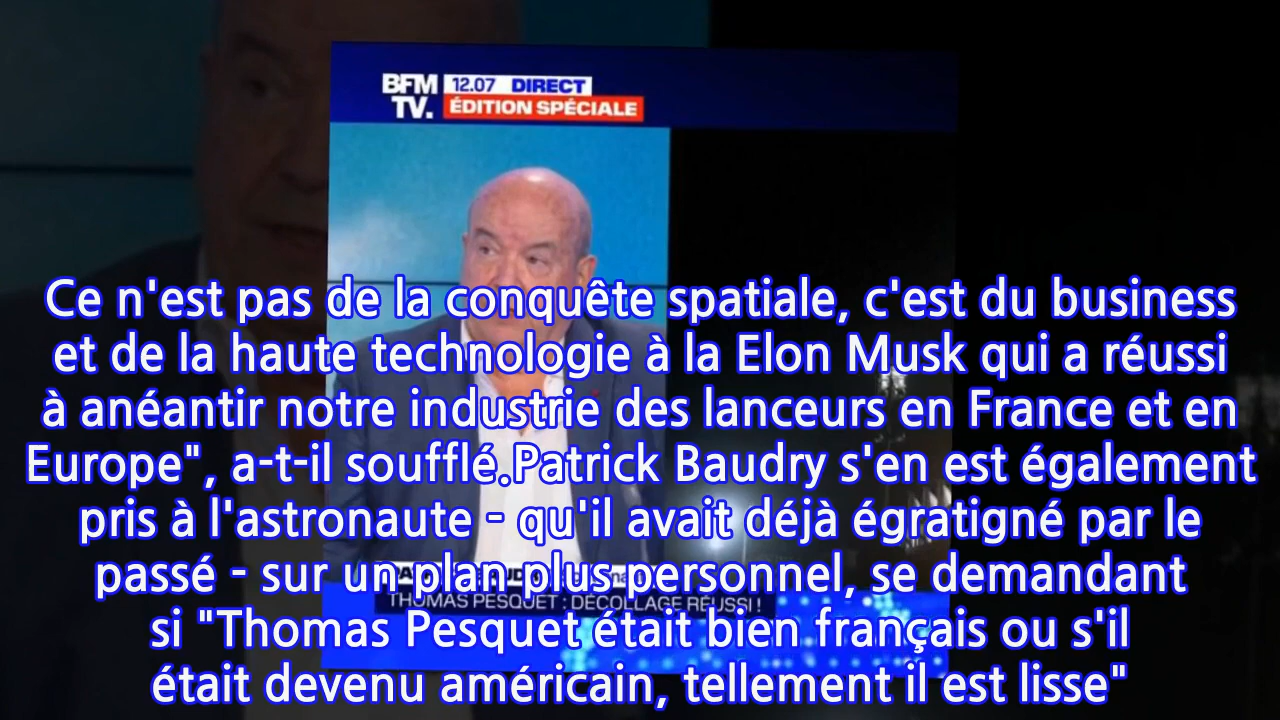 BFM 12.07 DIRECT
TV. ÉDITION SPÉCIALE
Ce n'est pas de la conquête spatiale, c'est du business
et de la haute technologie à la Elon Musk qui a réussi
à anéantir notre industrie des lanceurs en France et en
Europe", a-t-il soufflé.Patrick Baudry s'en est également
pris à l'astronaute - qu'il avait déjà égratigné par le
passé - sur un plan plus personnel, se demandant
THOMAS PESQUET : DÉCOLLAGE RÉUSSI !
si "Thomas Pesquet était bien français ou s'il
était devenu américain, tellement il est lisse"